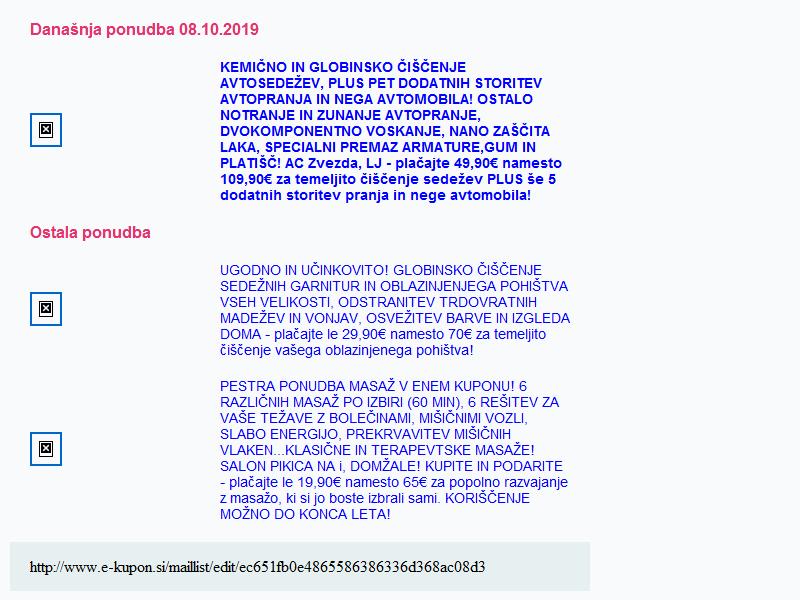 Današnja ponudba 08.10.2019
KEMIČNO IN GLOBINSKO ČIŠČENJE
AVTOSEDEŽEV, PLUS PET DODATNIH STORITEV
AVTOPRANJA IN NEGA AVTOMOBILA! OSTALO
NOTRANJE IN ZUNANJE AVTOPRANJE,
DVOKOMPONENTNO VOSKANJE, NANO ZAŠČITA
LAKA, SPECIALNI PREMAZ ARMATURE,GUM IN
PLATIŠČ! AC Zvezda, LJ - plačajte 49,90€ namesto
109,90€ za temeljito čiščenje sedežev PLUS še 5
dodatnih storitev pranja in nege avtomobila!
Ostala ponudba
UGODNO IN UČINKOVITO! GLOBINSKO ČIŠČENJE
SEDEŽNIH GARNITUR IN OBLAZINJENJEGA POHIŠTVA
VSEH VELIKOSTI, ODSTRANITEV TRDOVRATNIH
MADEŽEV IN VONJAV, OSVEŽITEV BARVE IN IZGLEDA
DOMA - plačajte le 29,90€ namesto 70€ za temeljito
čiščenje vašega oblazinjenega pohištva!
PESTRA PONUDBA MASAŽ V ENEM KUPONU! 6
RAZLIČNIH MASAŽ PO IZBIRI (60 MIN), 6 REŠITEV ZA
VAŠE TEŽAVE Z BOLEČINAMI, MIŠIČNIMI VOZLI,
SLABO ENERGIJO, PREKRVAVITEV MIŠIČNIH
VLAKEN...KLASIČNE IN TERAPEVTSKE MASAŽE!
SALON PIKICA NA i, DOMŽALE! KUPITE IN PODARITE
- plačajte le 19,90€ namesto 65€ za popolno razvajanje
z masažo, ki si jo boste izbrali sami. KORIŠČENJE
MOŽNO DO KONCA LETA!
http://www.e-kupon.si/maillist/edit/ec651fb0e4865586386336d368ac08d3